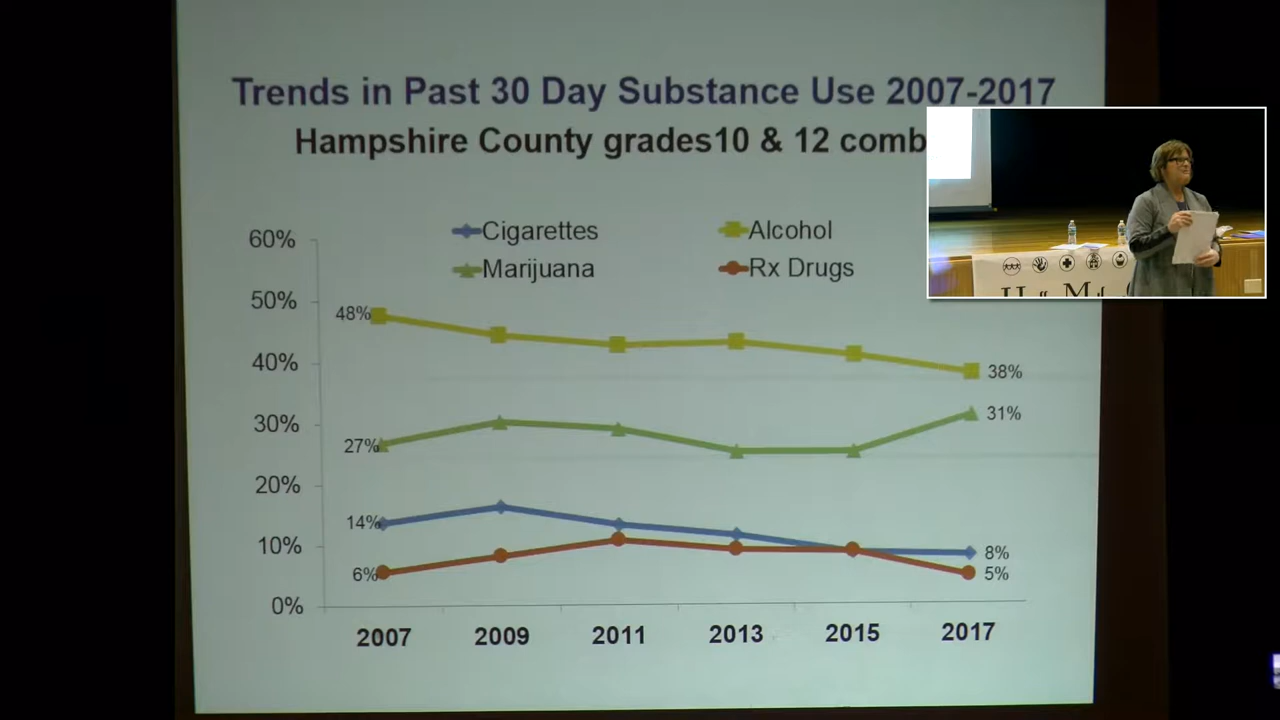 Trends in Past 30 Day Substance Use 2007-2017
Hampshire County grades10 & 12 comb
Cigarettes
Alcohol
Marijuana
Rx Drugs
60%
50%
40%
30%
20%
10%
0%
48%
38%
27%
31%
14%
8%
6%
5%
2007 2009 2011 2013 2015 2017